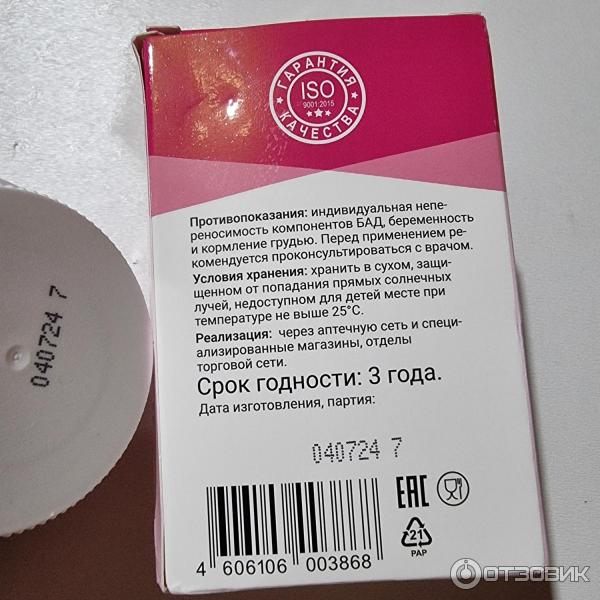 ГАРАНТИЯ
ISO
9001:2015
КАЧЕСТВА
Противопоказания: индивидуальная непе-
реносимость компонентов БАД, беременность
и кормление грудью. Перед применением ре-
комендуется проконсультироваться с врачом.
Условия хранения: хранить в сухом, защи-
щенном от попадания прямых солнечных
лучей, недоступном для детей месте при
температуре не выше 25°C.
Реализация: через аптечную сеть и специ-
ализированные магазины, отделы
торговой сети.
Срок годности: 3 года.
Дата изготовления, партия:
040724 7
040724 7
EAC
21
PAP
4 606106 003868
ОТЗОВИК